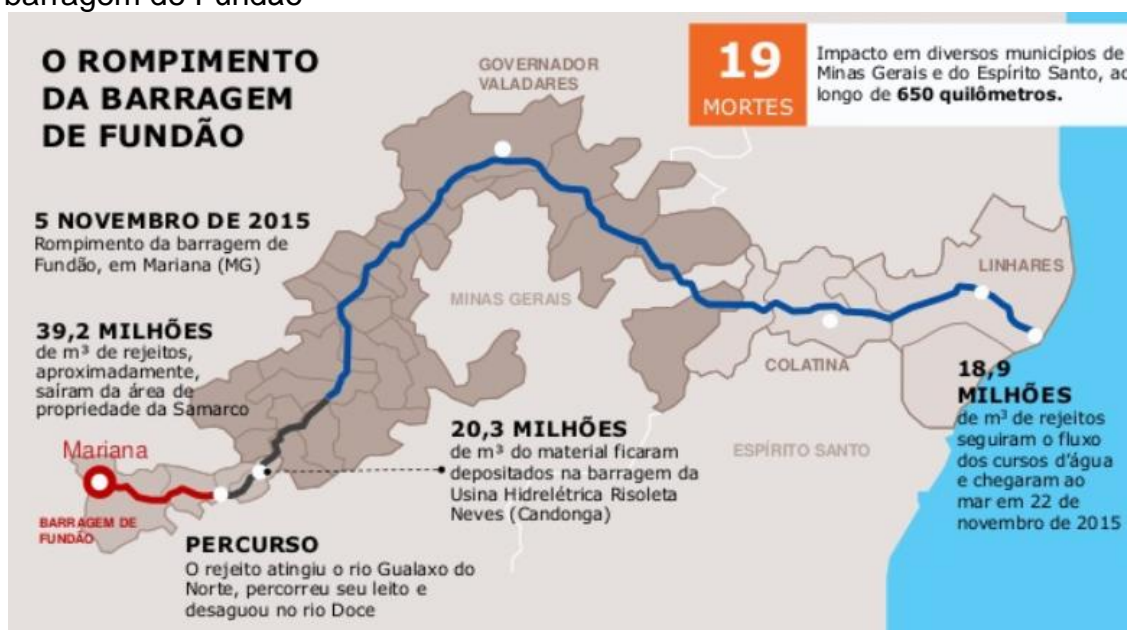 barragem do Fundão
O ROMPIMENTO
DA BARRAGEM
DE FUNDÃO
GOVERNADOR
VALADARES
19
MORTES
Impacto em diversos municípios de
Minas Gerais e do Espírito Santo,
longo de 650 quilômetros.
5 NOVEMBRO DE 2015
Rompimento da barragem de
Fundão, em Mariana (MG)
MINAS GERAIS
LINHARES
39,2 MILHÕES
de m³ de rejeitos,
aproximadamente,
saíram da área de
propriedade da Samarco
COLATINA
18,9
MILHÕES
de m³ de rejeitos
seguiram o fluxo
dos cursos d'água
e chegaram ao
mar em 22 de
novembro de 2015
20,3 MILHÕES
de m³ do material ficaram
depositados na barragem da
Usina Hidrelétrica Risoleta
Neves (Candonga)
ESPÍRITO SANTO
Mariana
BARRAGEM DE
FUNDÃO
PERCURSO
O rejeito atingiu o rio Gualaxo do
Norte, percorreu seu leito e
desaguou no rio Doce